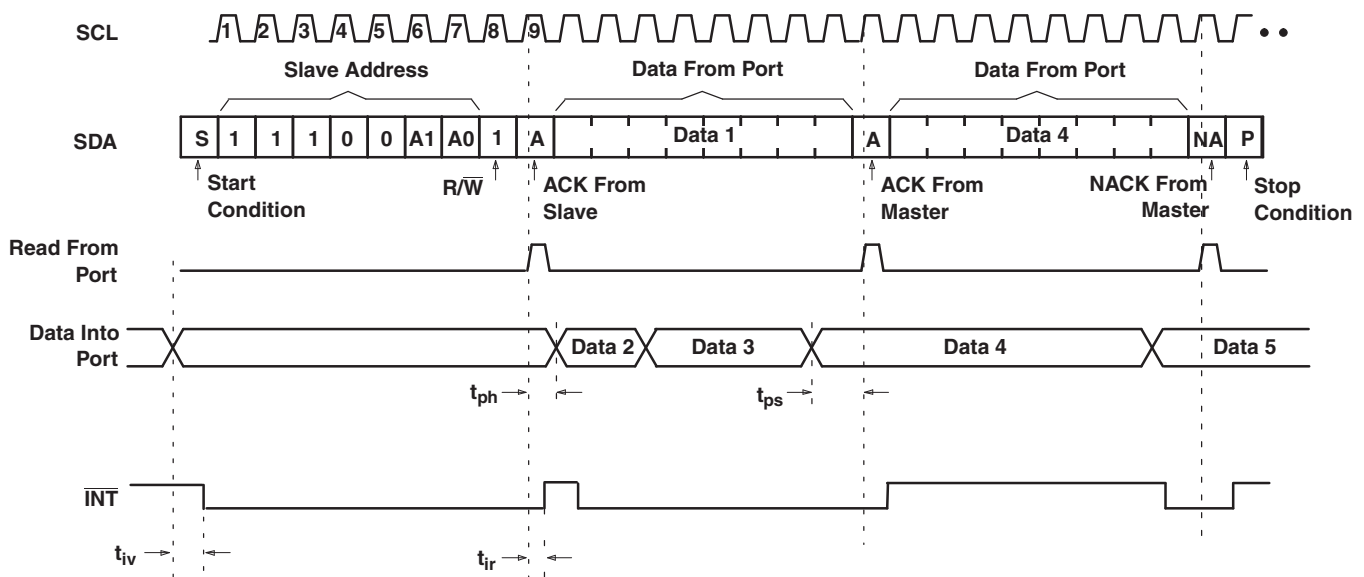 SCL
1 2 3 4 5 6 7 8 9
Slave Address
Data From Port
Data From Port
SDA
S 1 1 1 0 0 A1 A0 1 A Data 1 A Data 4 NA P
Start
Condition
R/W
ACK From
Slave
ACK From
Master
NACK From
Master
Stop
Condition
Read From
Port
Data Into
Port
Data 2
Data 3
Data 4
Data 5
tph
tps
INT
tiv
tir